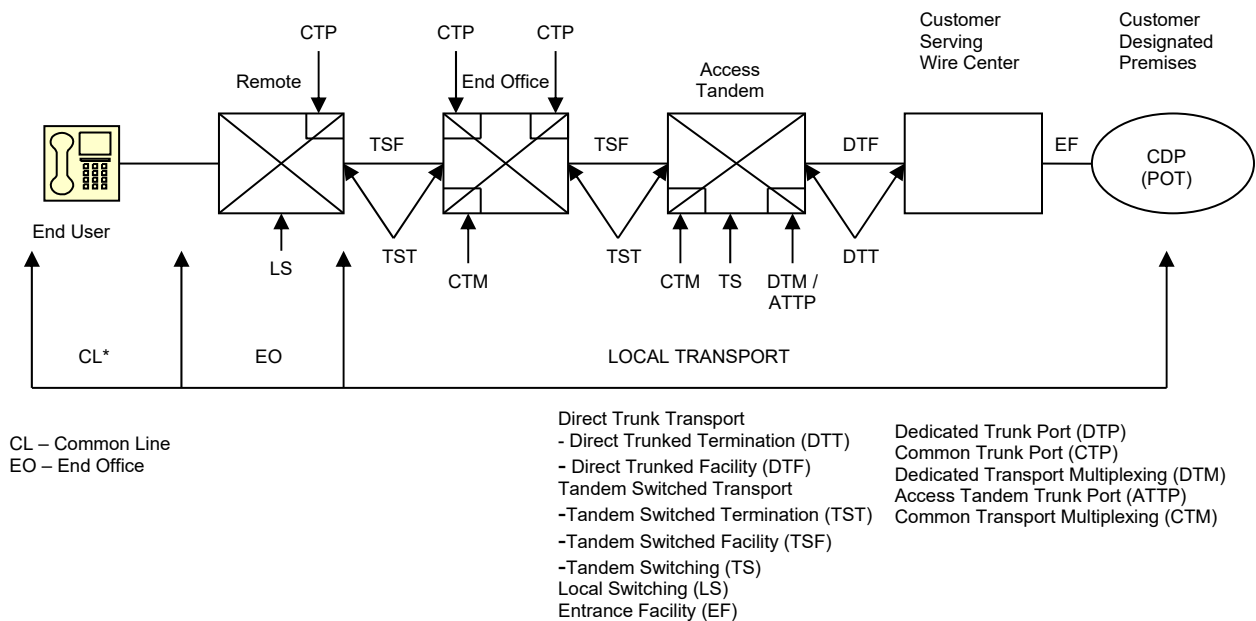 Customer
Serving
Wire Center
Customer
Designated
Premises
CTP
CTP
CTP
Remote
End Office
Access
Tandem
TSF
TSF
DTF
EF
CDP
(POT)
End User
LS
TST
CTM
TST
CTM
TS
DTM /
ATTP
DTT
CL*
EO
LOCAL TRANSPORT
CL – Common Line
EO – End Office
Direct Trunk Transport
- Direct Trunked Termination (DTT)
- Direct Trunked Facility (DTF)
Tandem Switched Transport
-Tandem Switched Termination (TST)
-Tandem Switched Facility (TSF)
-Tandem Switching (TS)
Local Switching (LS)
Entrance Facility (EF)
Dedicated Trunk Port (DTP)
Common Trunk Port (CTP)
Dedicated Transport Multiplexing (DTM)
Access Tandem Trunk Port (ATTP)
Common Transport Multiplexing (CTM)